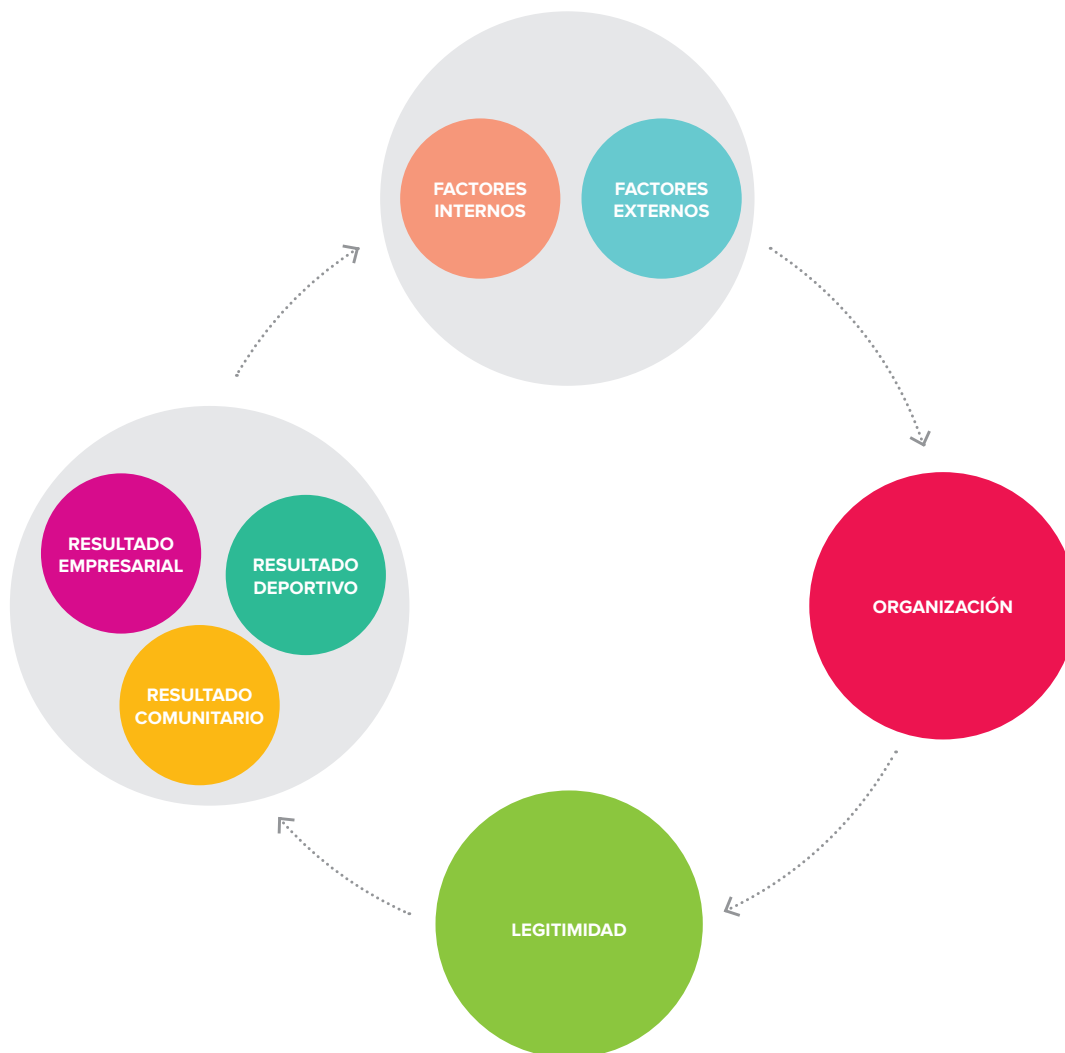 FACTORES
INTERNOS
FACTORES
EXTERNOS
RESULTADO
EMPRESARIAL
RESULTADO
DEPORTIVO
RESULTADO
COMUNITARIO
ORGANIZACIÓN
LEGITIMIDAD